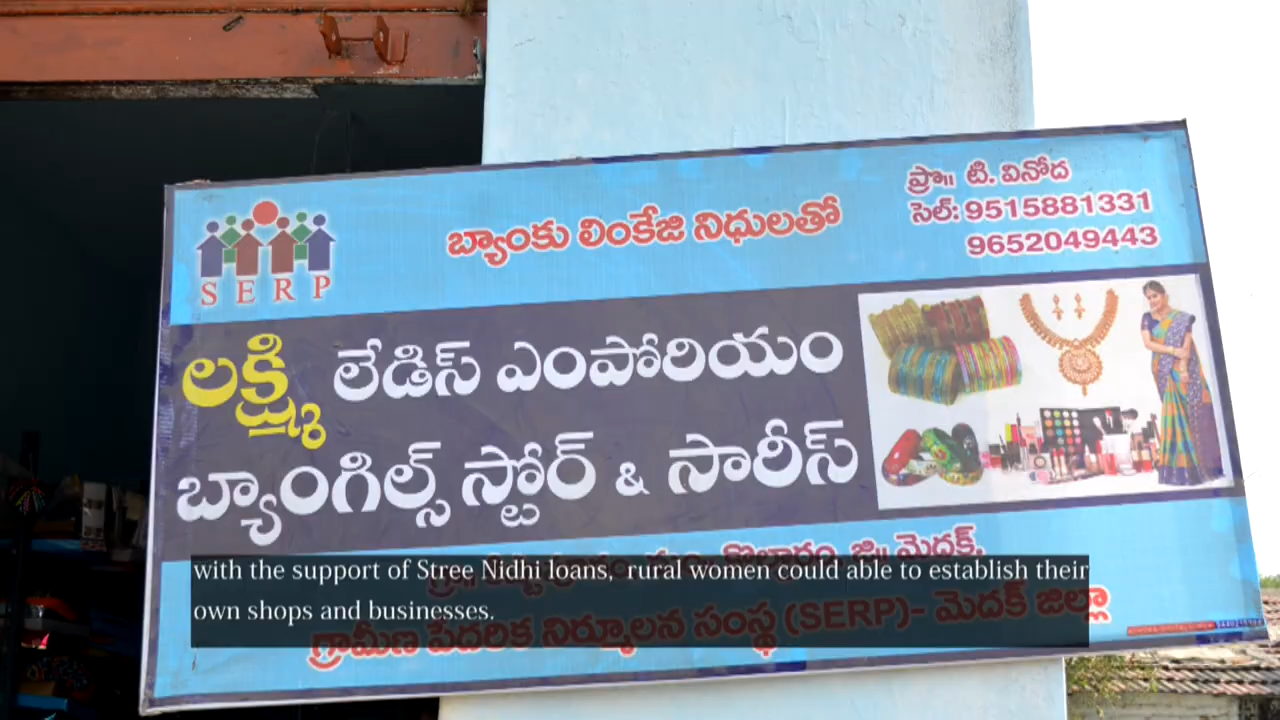 SERP
బ్యాంకు లింకేజి నిధులతో
ప్రొ॥ టి. వినోద
సెల్: 9515881331
9652049443
లక్ష్మి లేడిస్ ఎంపోరియం
బ్యాంగిల్స్ స్టోర్ & సారీస్
కొల్చారం, జి॥ మెదక్.
గ్రామీణ పేదరిక నిర్మూలన సంస్థ (SERP)- మెదక్ జిల్లా
with the support of Stree Nidhi loans, rural women could able to establish their
own shops and businesses.